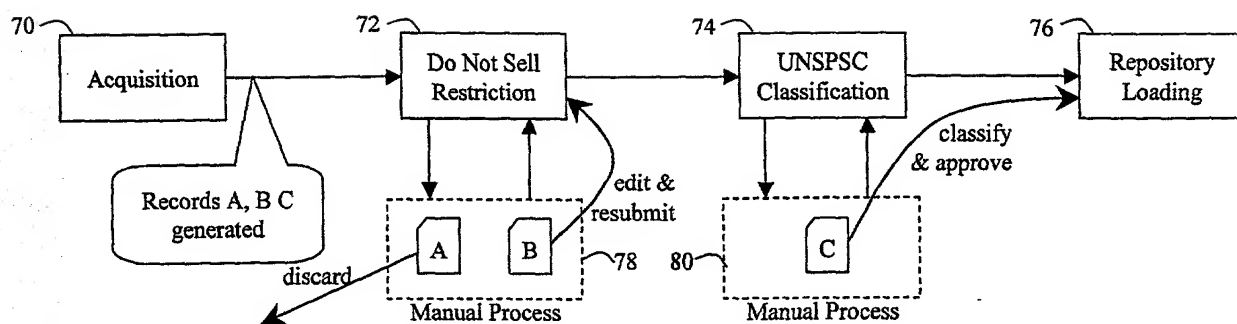 70
Acquisition
72
Do Not Sell
Restriction
74
UNSPSC
Classification
76
Repository
Loading
Records A, B C
generated
edit &
resubmit
classify
& approve
A
B
78
80
C
discard
Manual Process
Manual Process